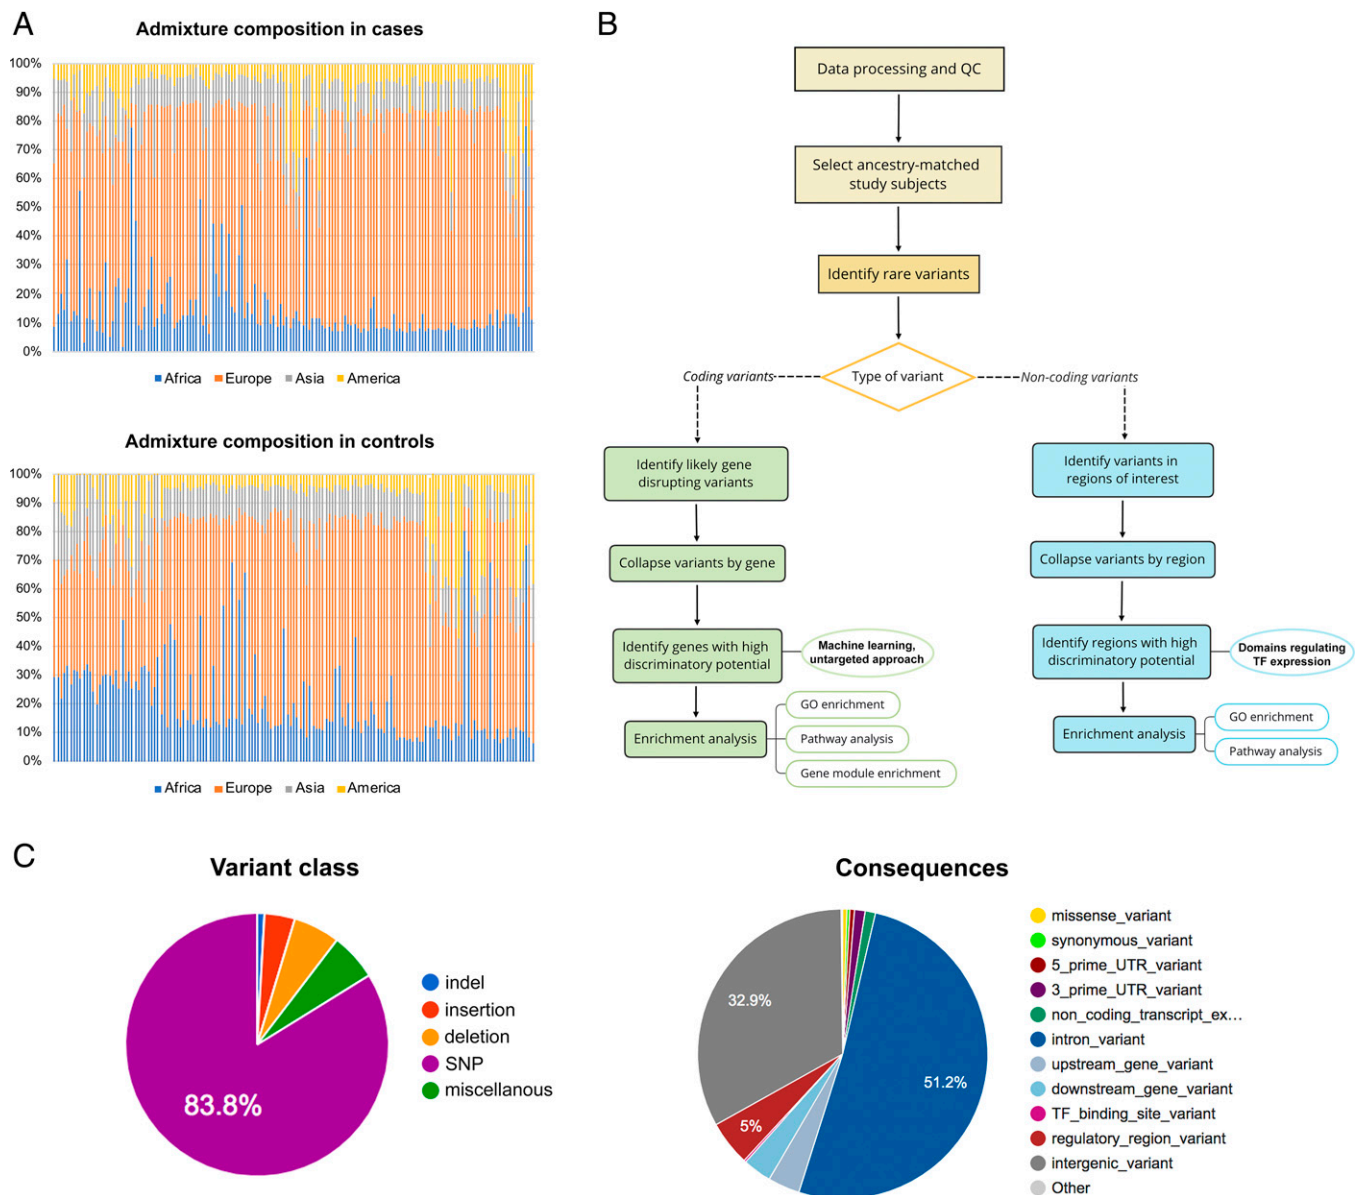 A
Admixture composition in cases
100%
90%
80%
70%
60%
50%
40%
30%
20%
10%
0%
Africa Europe Asia America
Admixture composition in controls
100%
90%
80%
70%
60%
50%
40%
30%
20%
10%
0%
Africa Europe Asia America
B
Data processing and QC
Select ancestry-matched
study subjects
Identify rare variants
Type of variant
Coding variants
Non-coding variants
Identify likely gene
disrupting variants
Collapse variants by gene
Identify genes with high
discriminatory potential
Machine learning,
untargeted approach
Enrichment analysis
GO enrichment
Pathway analysis
Gene module enrichment
Identify variants in
regions of interest
Collapse variants by region
Identify regions with high
discriminatory potential
Domains regulating
TF expression
Enrichment analysis
GO enrichment
Pathway analysis
C
Variant class
83.8%
indel
insertion
deletion
SNP
miscellanous
Consequences
32.9%
51.2%
5%
missense_variant
synonymous_variant
5_prime_UTR_variant
3_prime_UTR_variant
non_coding_transcript_ex...
intron_variant
upstream_gene_variant
downstream_gene_variant
TF_binding_site_variant
regulatory_region_variant
intergenic_variant
Other